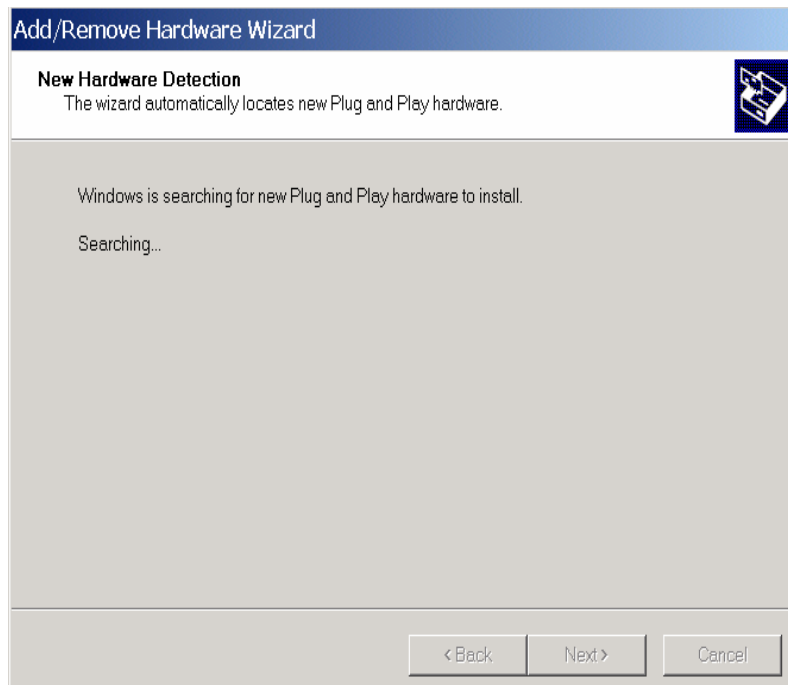 Add/Remove Hardware Wizard
New Hardware Detection
The wizard automatically locates new Plug and Play hardware.
Windows is searching for new Plug and Play hardware to install.
Searching...
< Back Next > Cancel